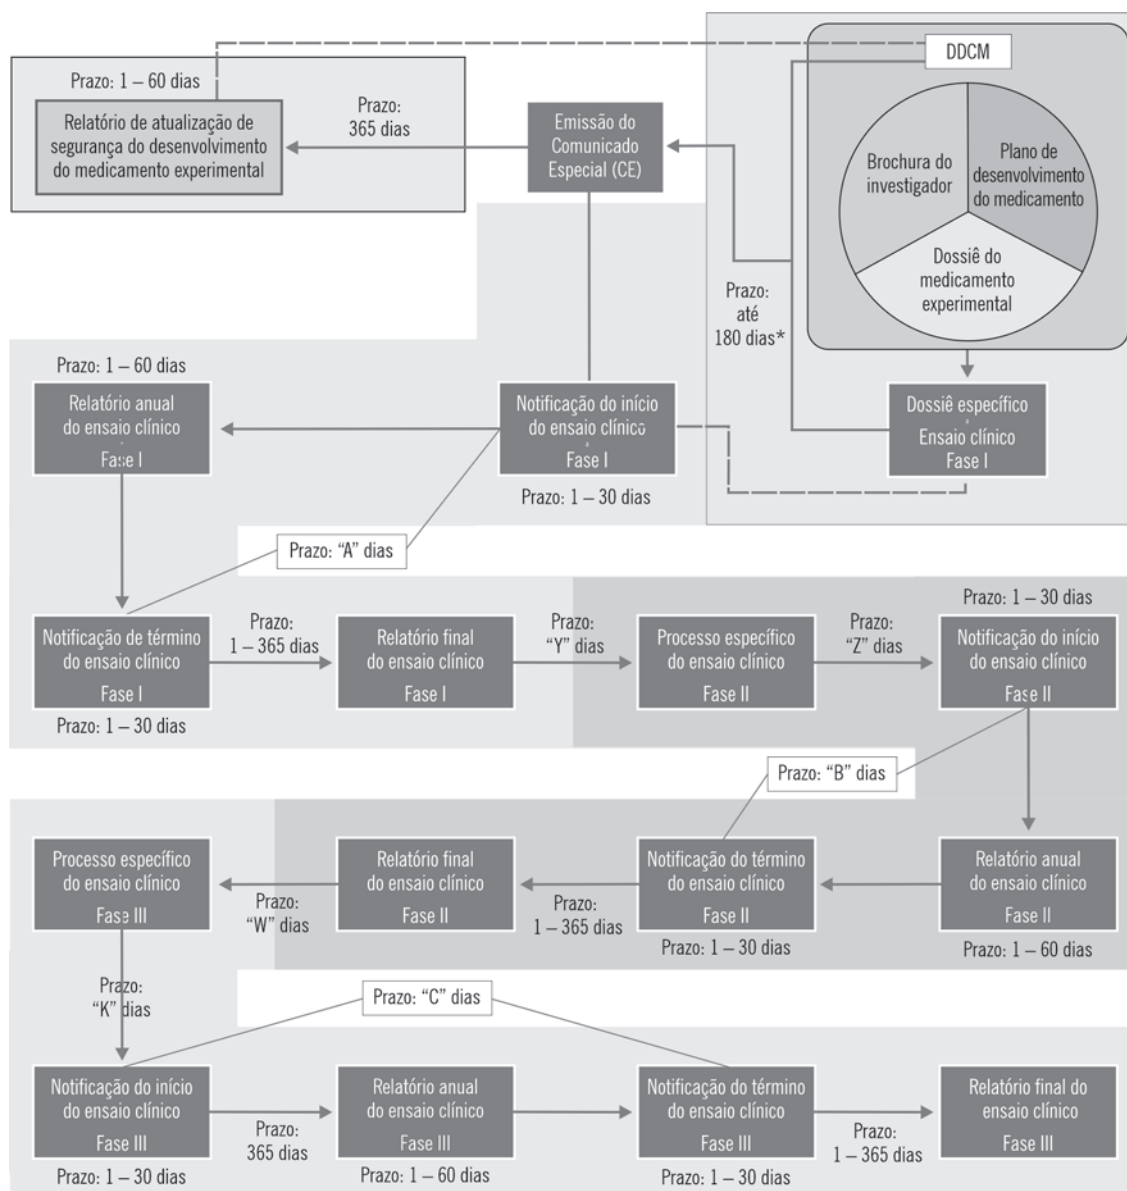 DDCM
Prazo: 1 – 60 dias
Relatório de atualização de
segurança do desenvolvimento
do medicamento experimental
Prazo:
365 dias
Emissão do
Comunicado
Especial (CE)
Brochura do
investigador
Plano de
desenvolvimento
do medicamento
Dossiê do
medicamento
experimental
Prazo:
até
180 dias*
Prazo: 1 – 60 dias
Relatório anual
do ensaio clínico
Fase I
Notificação do início
do ensaio clínico
Fase I
Prazo: 1 – 30 dias
Dossiê específico
Ensaio clínico
Fase I
Prazo: “A” dias
Notificação de término
do ensaio clínico
Fase I
Prazo: 1 – 30 dias
Prazo:
1 – 365 dias
Relatório final
do ensaio clínico
Fase I
Prazo:
“Y” dias
Processo específico
do ensaio clínico
Fase II
Prazo:
“Z” dias
Prazo: 1 – 30 dias
Notificação do início
do ensaio clínico
Fase II
Prazo: “B” dias
Processo específico
do ensaio clínico
Fase III
Prazo:
“W” dias
Relatório final
do ensaio clínico
Fase II
Prazo:
1 – 365 dias
Notificação do término
do ensaio clínico
Fase II
Prazo: 1 – 30 dias
Relatório anual
do ensaio clínico
Fase II
Prazo: 1 – 60 dias
Prazo:
“K” dias
Prazo: “C” dias
Notificação do início
do ensaio clínico
Fase III
Prazo: 1 – 30 dias
Prazo:
365 dias
Relatório anual
do ensaio clínico
Fase III
Prazo: 1 – 60 dias
Notificação do término
do ensaio clínico
Fase III
Prazo: 1 – 30 dias
Prazo:
1 – 365 dias
Relatório final do
ensaio clínico
Fase III